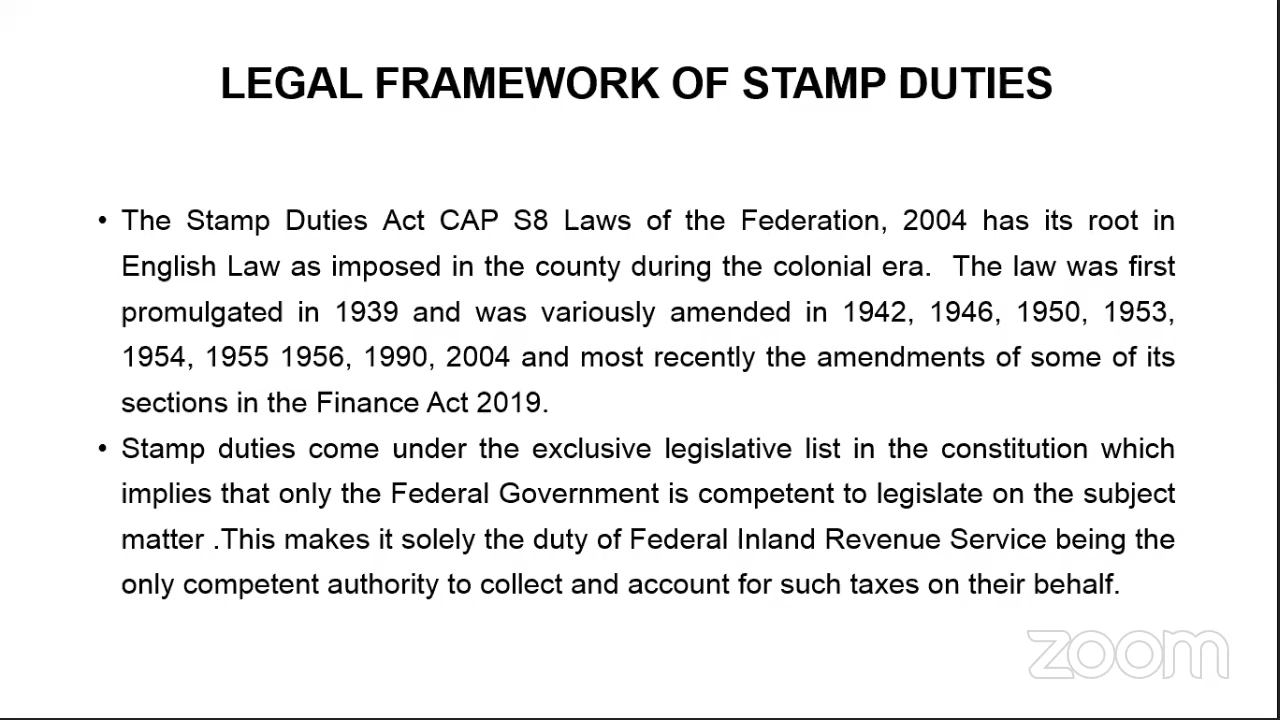 LEGAL FRAMEWORK OF STAMP DUTIES
• The Stamp Duties Act CAP S8 Laws of the Federation, 2004 has its root in
English Law as imposed in the county during the colonial era. The law was first
promulgated in 1939 and was variously amended in 1942, 1946, 1950, 1953,
1954, 1955 1956, 1990, 2004 and most recently the amendments of some of its
sections in the Finance Act 2019.
• Stamp duties come under the exclusive legislative list in the constitution which
implies that only the Federal Government is competent to legislate on the subject
matter .This makes it solely the duty of Federal Inland Revenue Service being the
only competent authority to collect and account for such taxes on their behalf.
zoom